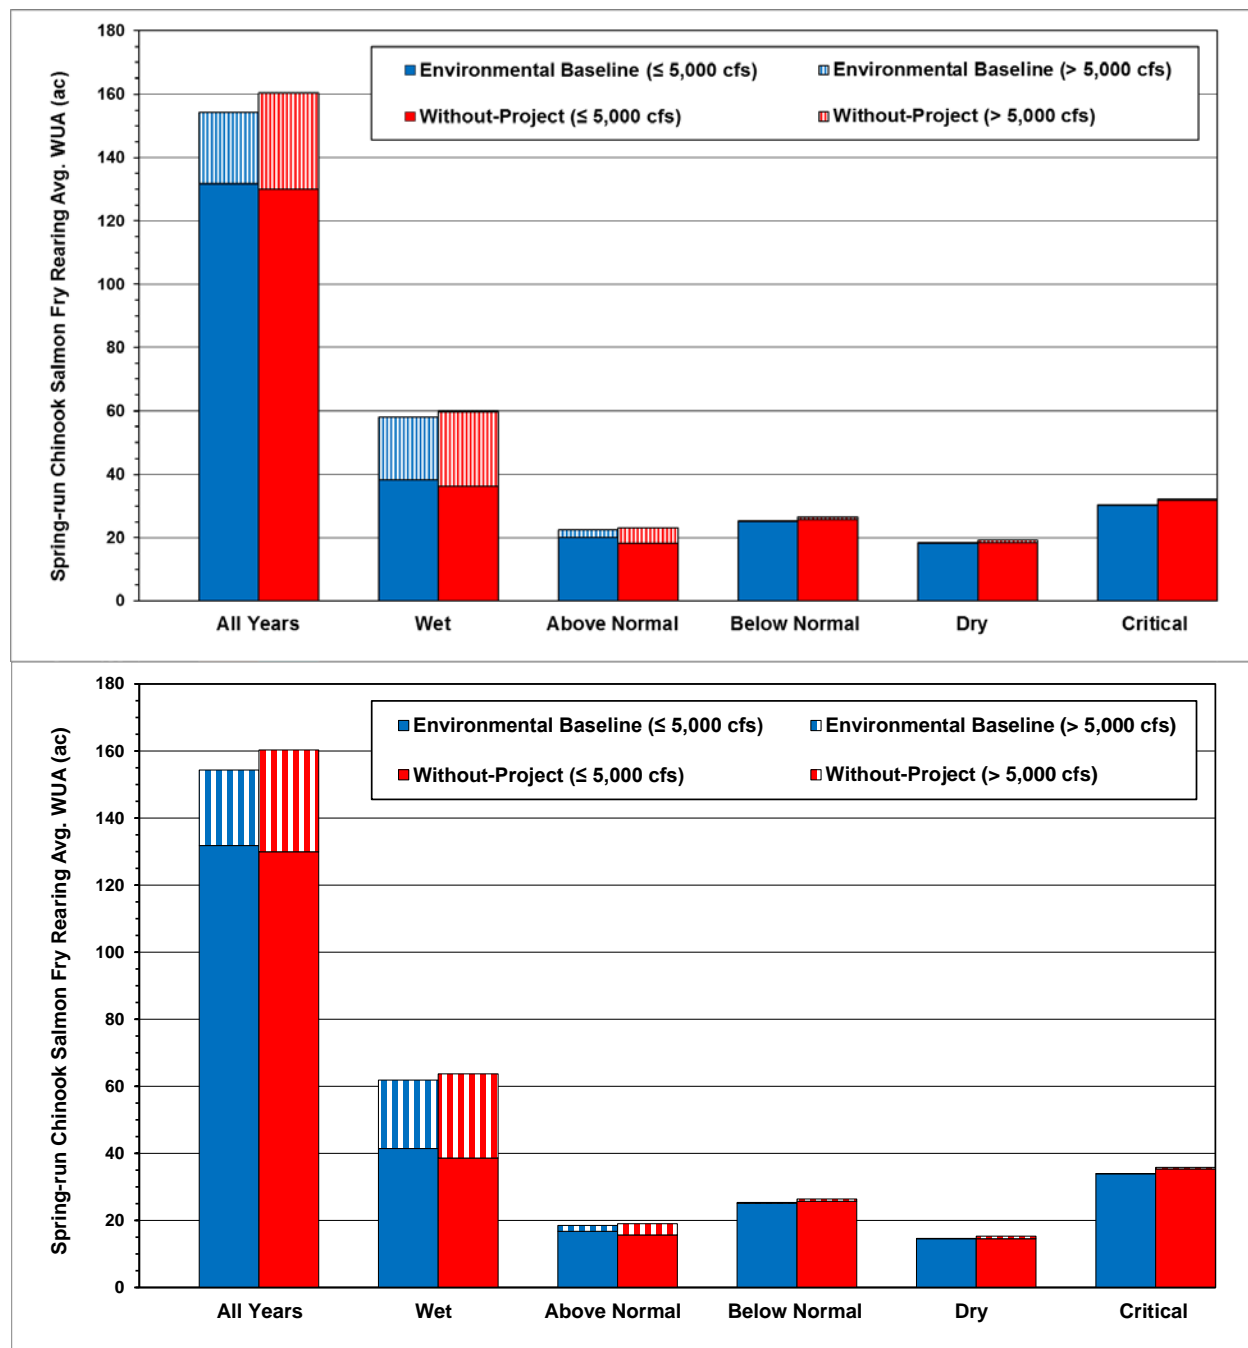 Spring-run Chinook Salmon Fry Rearing Avg. WUA (ac)
180
160
140
120
100
80
60
40
20
0
Environmental Baseline (≤ 5,000 cfs)
Environmental Baseline (> 5,000 cfs)
Without-Project (≤ 5,000 cfs)
Without-Project (> 5,000 cfs)
All Years
Wet
Above Normal
Below Normal
Dry
Critical
Spring-run Chinook Salmon Fry Rearing Avg. WUA (ac)
180
160
140
120
100
80
60
40
20
0
Environmental Baseline (≤ 5,000 cfs)
Environmental Baseline (> 5,000 cfs)
Without-Project (≤ 5,000 cfs)
Without-Project (> 5,000 cfs)
All Years
Wet
Above Normal
Below Normal
Dry
Critical